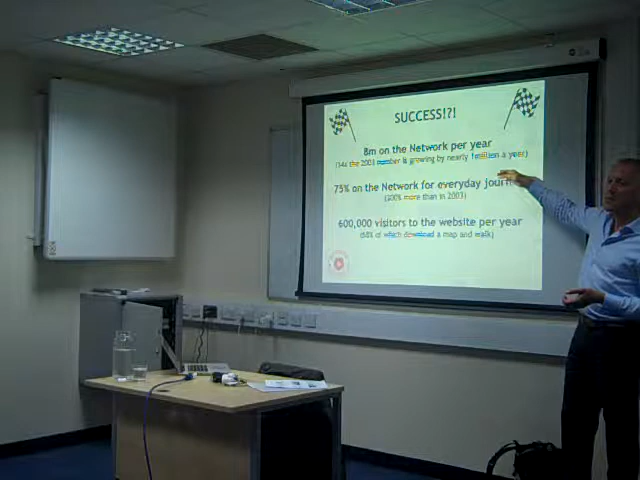 SUCCESS!?!
8m on the Network per year
the 2003 number is growing by nearly 1million a year)
75% on the Network for everyday journ
(200% more than in 2003)
600,000 visitors to the website per year
(68% of which download a map and walk)